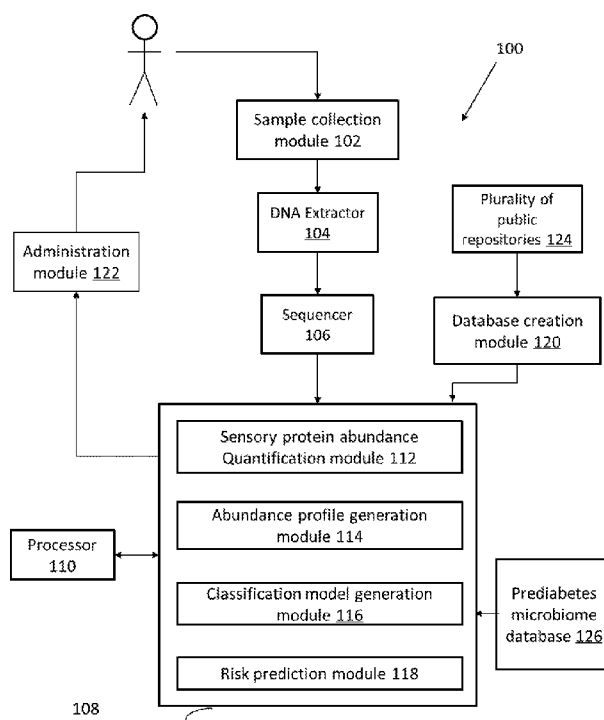 100
Sample collection
module 102
DNA Extractor
104
Plurality of
public
repositories 124
Administration
module 122
Sequencer
106
Database creation
module 120
Sensory protein abundance
Quantification module 112
Abundance profile generation
module 114
Processor
110
Classification model generation
module 116
Prediabetes
microbiome
database 126
Risk prediction module 118
108